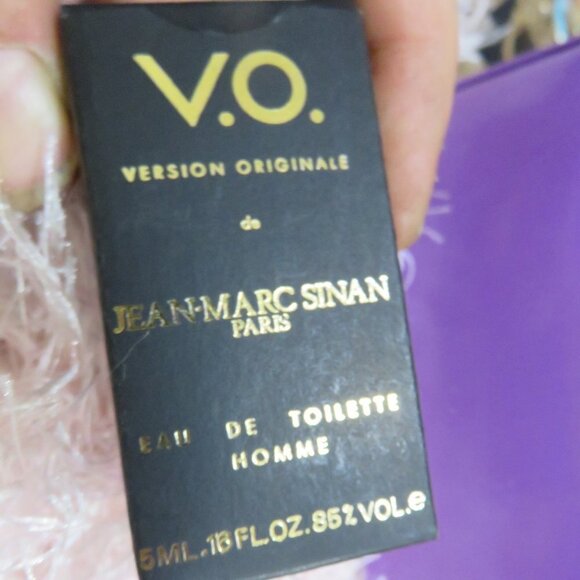 V.O.
VERSION ORIGINALE
de
JEAN-MARC SINAN
PARIS
EAU DE TOILETTE
HOMME
5ML.16FL.OZ.85%VOL.e